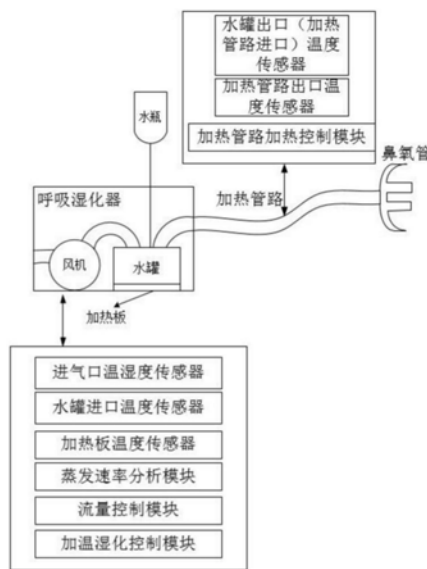 水罐出口（加热
管路进口）温度
传感器
加热管路出口温
度传感器
加热管路加热控制模块
水瓶
鼻氧管
呼吸湿化器
加热管路
风机
水罐
加热板
进气口温湿度传感器
水罐进口温度传感器
加热板温度传感器
蒸发速率分析模块
流量控制模块
加温湿化控制模块